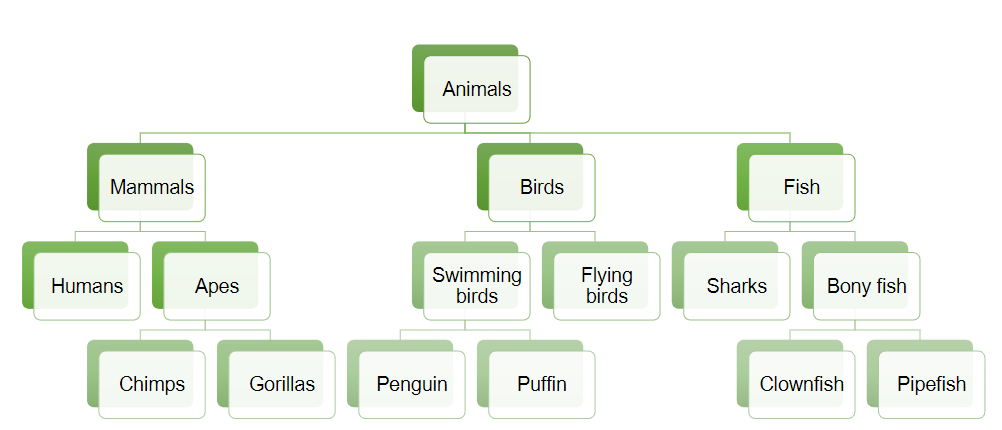 Animals
Mammals
Birds
Fish
Humans
Apes
Swimming
birds
Flying
birds
Sharks
Bony fish
Chimps
Gorillas
Penguin
Puffin
Clownfish
Pipefish